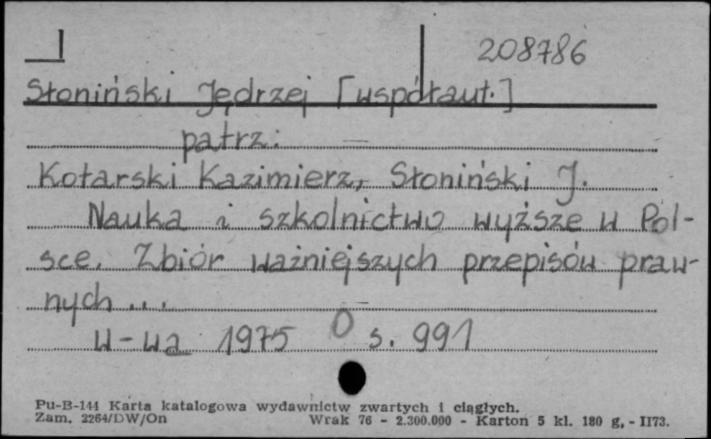 208786
Słoniński Jędrzej [współaut.]
patrz:
Kotarski Kazimierz, Słoniński J.
Nauka i szkolnictwo wyższe w Pol-
sce. Zbiór ważniejszych przepisów praw-
nych...
W-wa 1975 s. 991
Pu-B-144 Karta katalogowa wydawnictw zwartych i ciągłych.
Zam. 2264/DW/On Wrak 76 - 2.300.000 - Karton 5 kl. 180 g, - II73.